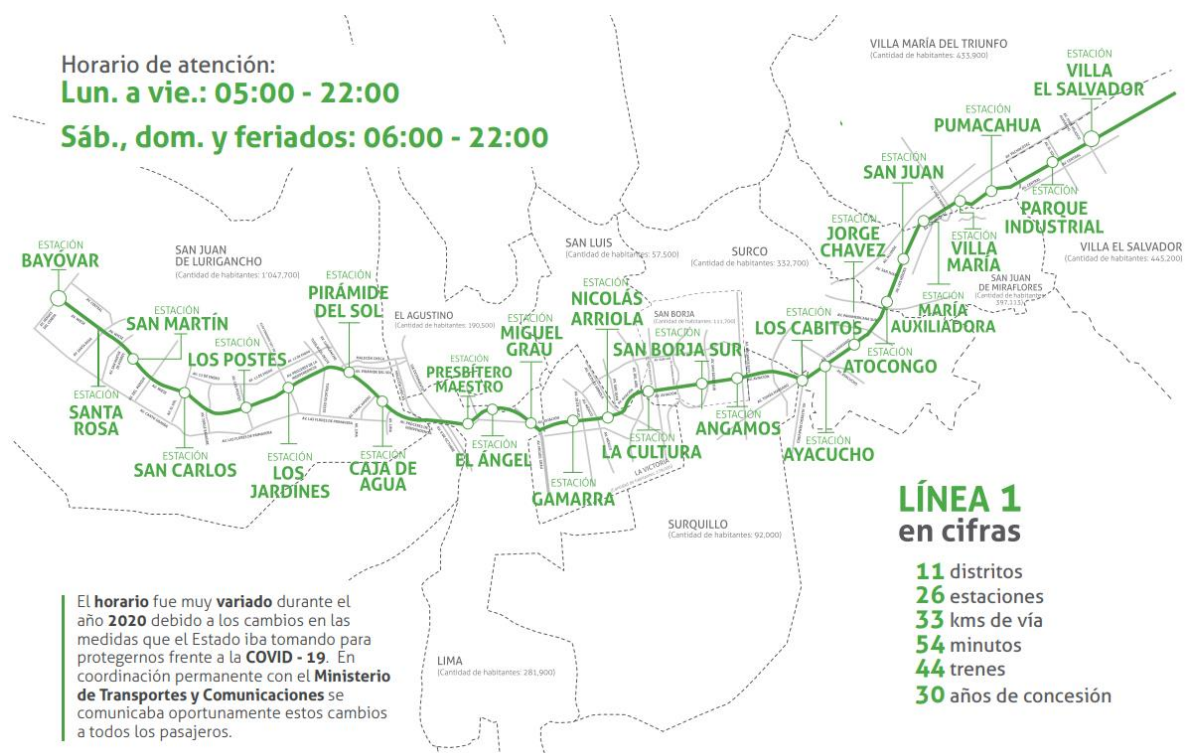 Horario de atención:
Lun. a vie.: 05:00 - 22:00
Sáb., dom. y feriados: 06:00 - 22:00
VILLA MARÍA DEL TRIUNFO
(Cantidad de habitantes: 433,900)
ESTACIÓN
VILLA
EL SALVADOR
ESTACIÓN
PUMACAHUA
ESTACIÓN
SAN JUAN
ESTACIÓN
PARQUE
INDUSTRIAL
ESTACIÓN
JORGE
CHAVEZ
ESTACIÓN
VILLA
MARÍA
VILLA EL SALVADOR
(Cantidad de habitantes: 445,200)
SAN JUAN
DE MIRAFLORES
(Cantidad de habitantes:
397,113)
ESTACIÓN
MARÍA
AUXILIADORA
ESTACIÓN
ATOCONGO
SURCO
(Cantidad de habitantes: 332,700)
SAN LUIS
(Cantidad de habitantes: 57,500)
ESTACIÓN
BAYÓVAR
SAN JUAN
DE LURIGANCHO
(Cantidad de habitantes: 1'047,700)
ESTACIÓN
PIRÁMIDE
DEL SOL
ESTACIÓN
NICOLÁS
ARRIOLA
ESTACIÓN
SAN MARTÍN
EL AGUSTINO
(Cantidad de habitantes: 190,500)
ESTACIÓN
MIGUEL
GRAU
SAN BORJA
(Cantidad de habitantes: 111,700)
ESTACIÓN
SAN BORJA SUR
ESTACIÓN
LOS CABITOS
ESTACIÓN
LOS POSTES
ESTACIÓN
PRESBÍTERO
MAESTRO
ESTACIÓN
SANTA
ROSA
ESTACIÓN
SAN CARLOS
ESTACIÓN
LOS
JARDÍNES
ESTACIÓN
CAJA DE
AGUA
ESTACIÓN
EL ÁNGEL
ESTACIÓN
GAMARRA
ESTACIÓN
LA CULTURA
LA VICTORIA
ESTACIÓN
ANGAMOS
ESTACIÓN
AYACUCHO
SURQUILLO
(Cantidad de habitantes: 92,000)
LIMA
(Cantidad de habitantes: 281,900)
El horario fue muy variado durante el
año 2020 debido a los cambios en las
medidas que el Estado iba tomando para
protegernos frente a la COVID - 19. En
coordinación permanente con el Ministerio
de Transportes y Comunicaciones se
comunicaba oportunamente estos cambios
a todos los pasajeros.
LÍNEA 1
en cifras
11 distritos
26 estaciones
33 kms de vía
54 minutos
44 trenes
30 años de concesión